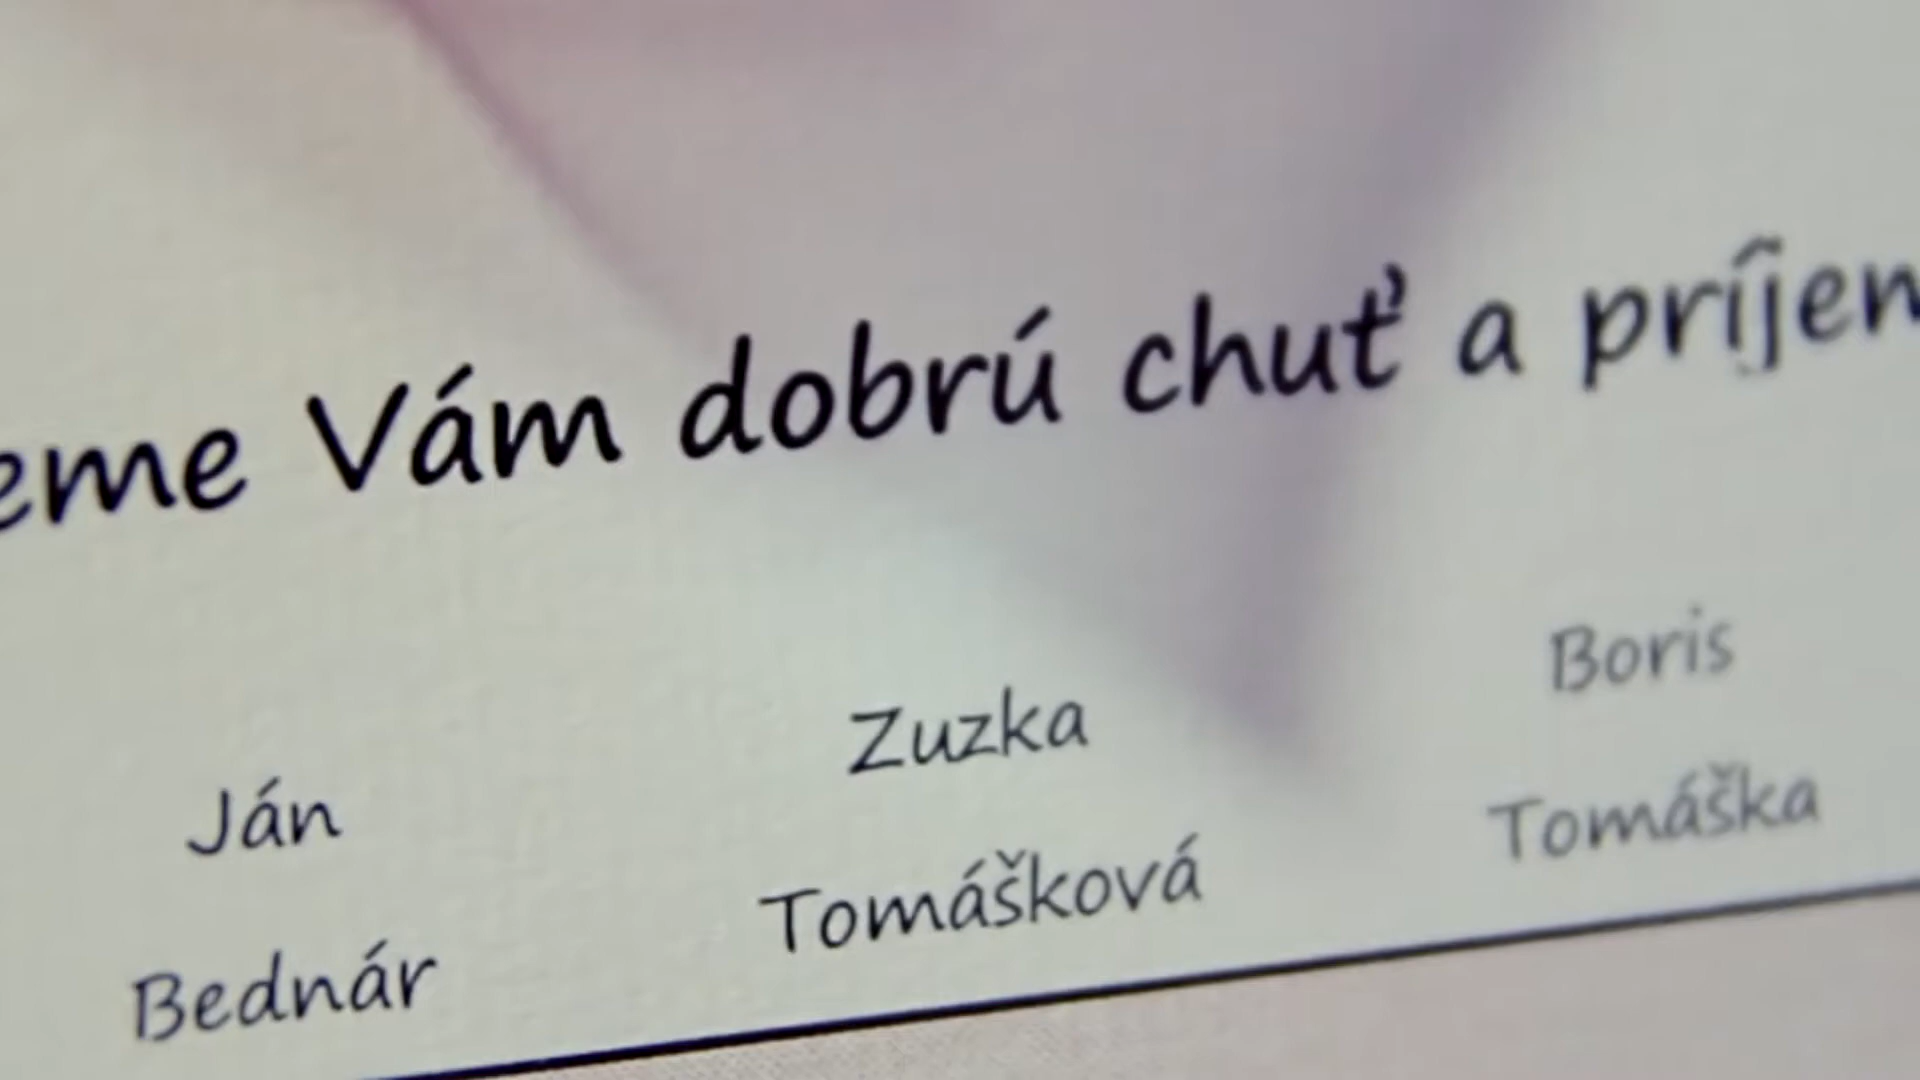 eme Vám dobrú chuť a príjem
Ján
Bednár
Zuzka
Tomášková
Boris
Tomáška